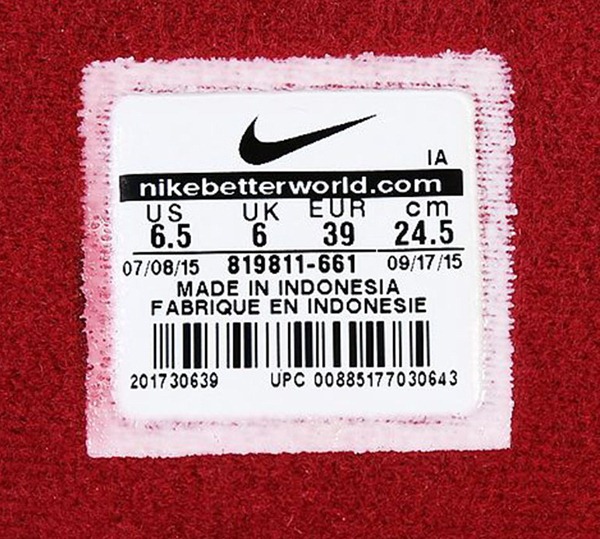 IA
nikebetterworld.com
US UK EUR cm
6.5 6 39 24.5
07/08/15 819811-661 09/17/15
MADE IN INDONESIA
FABRIQUE EN INDONESIE
201730639 UPC 00885177030643